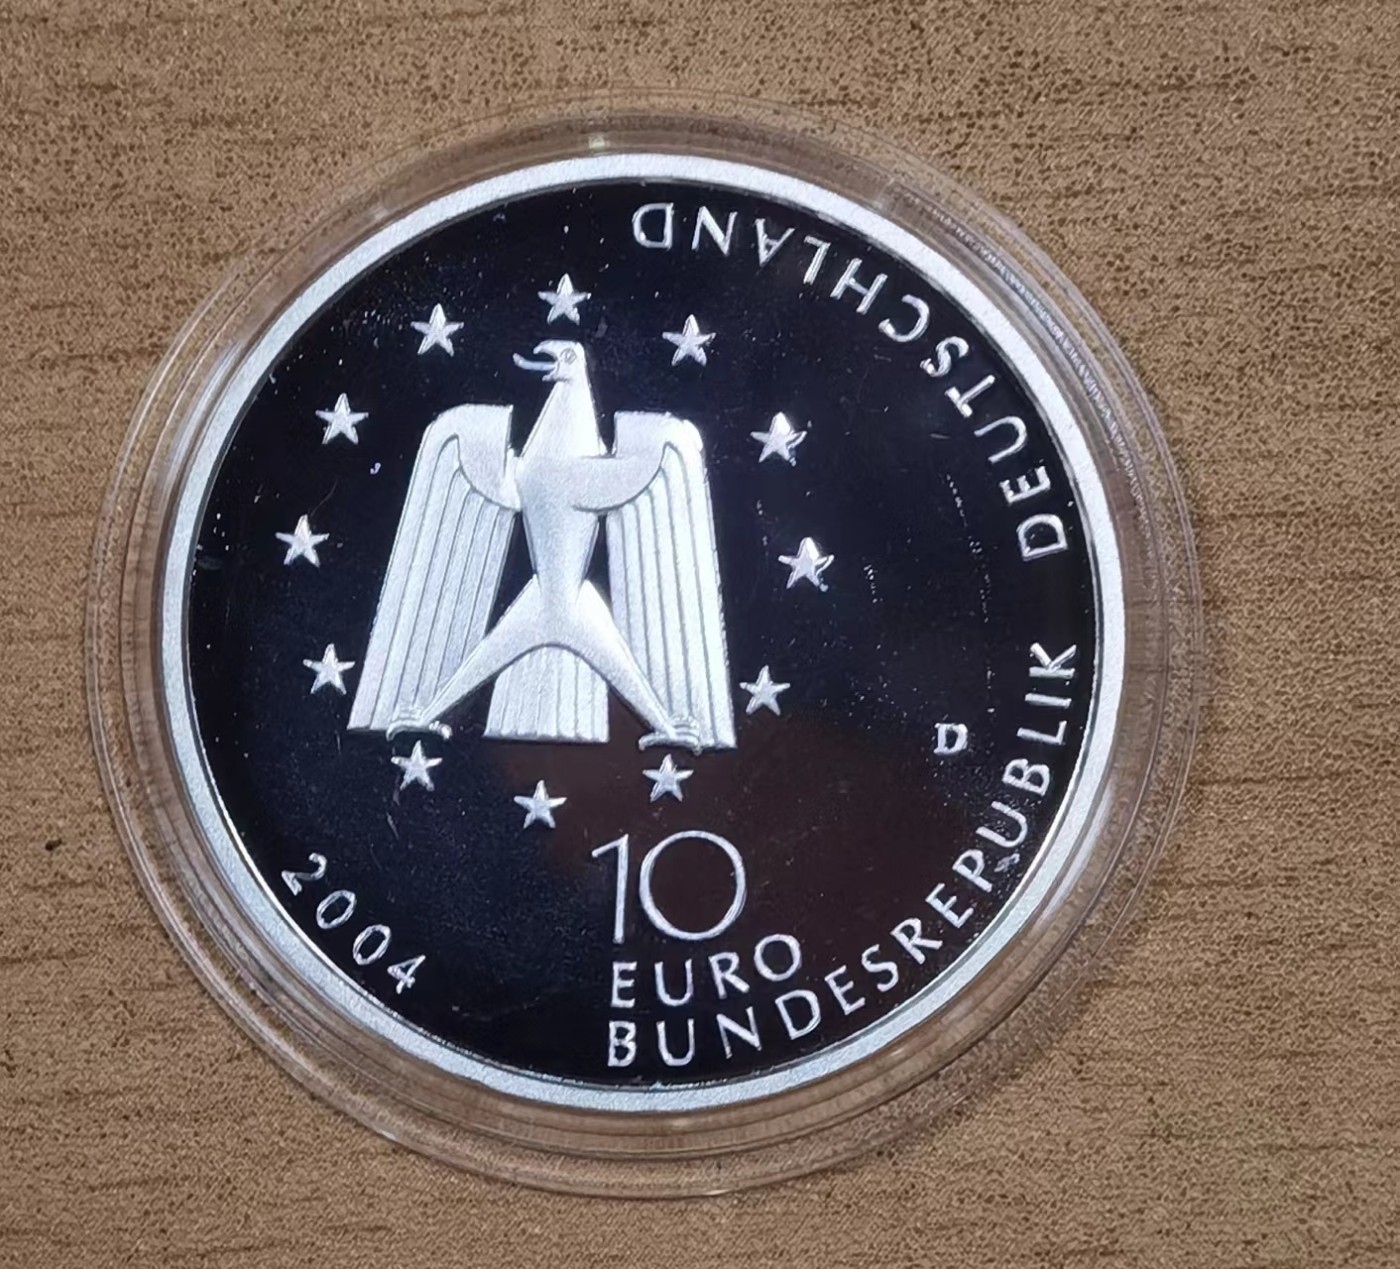 10
EURO
BUNDESREPUBLIK DEUTSCHLAND
D
2004